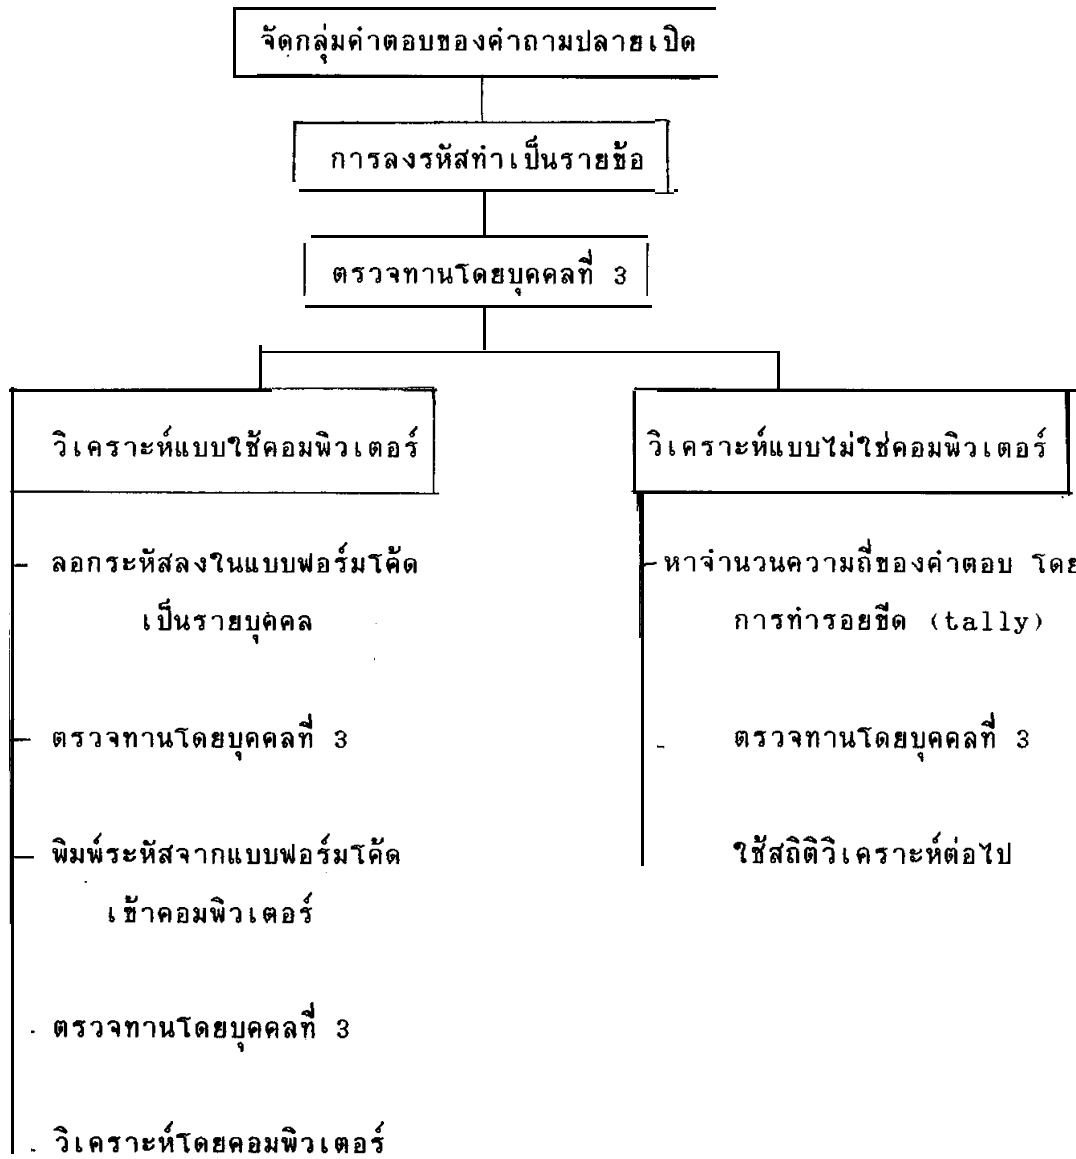 จัดกลุ่มคำตอบของคำถามปลายเปิด
การลงรหัสทำเป็นรายข้อ
ตรวจทานโดยบุคคลที่ 3
วิเคราะห์แบบใช้คอมพิวเตอร์
ลอกระหัสลงในแบบฟอร์มโค้ด
เป็นรายบุคคล
ตรวจทานโดยบุคคลที่ 3
พิมพ์ระหัสจากแบบฟอร์มโค้ด
เข้าคอมพิวเตอร์
ตรวจทานโดยบุคคลที่ 3
วิเคราะห์โดยคอมพิวเตอร์
วิเคราะห์แบบไม่ใช่คอมพิวเตอร์
หาจำนวนความถี่ของคำตอบ โดย
การทำรอยขีด (tally)
ตรวจทานโดยบุคคลที่ 3
ใช้สถิติวิเคราะห์ต่อไป